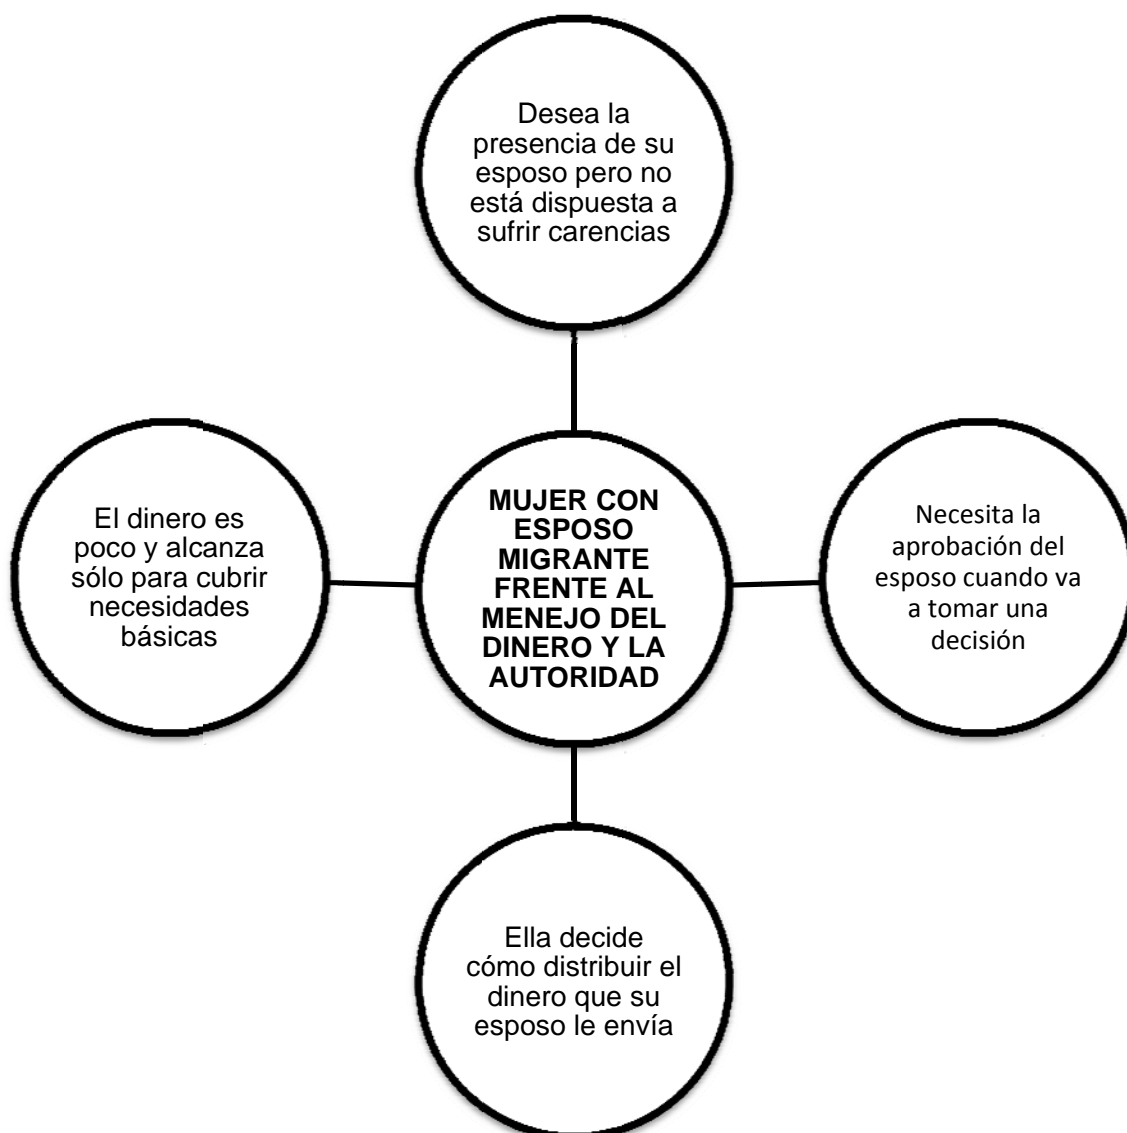 Desea la
presencia de su
esposo pero no
está dispuesta a
sufrir carencias
El dinero es
poco y alcanza
sólo para cubrir
necesidades
básicas
MUJER CON
ESPOSO
MIGRANTE
FRENTE AL
MENEJO DEL
DINERO Y LA
AUTORIDAD
Necesita la
aprobación del
esposo cuando va
a tomar una
decisión
Ella decide
cómo distribuir el
dinero que su
esposo le envía